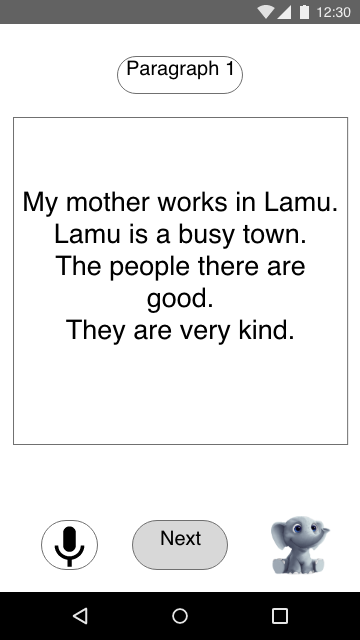 12:30
Paragraph 1
My mother works in Lamu.
Lamu is a busy town.
The people there are
good.
They are very kind.
Next